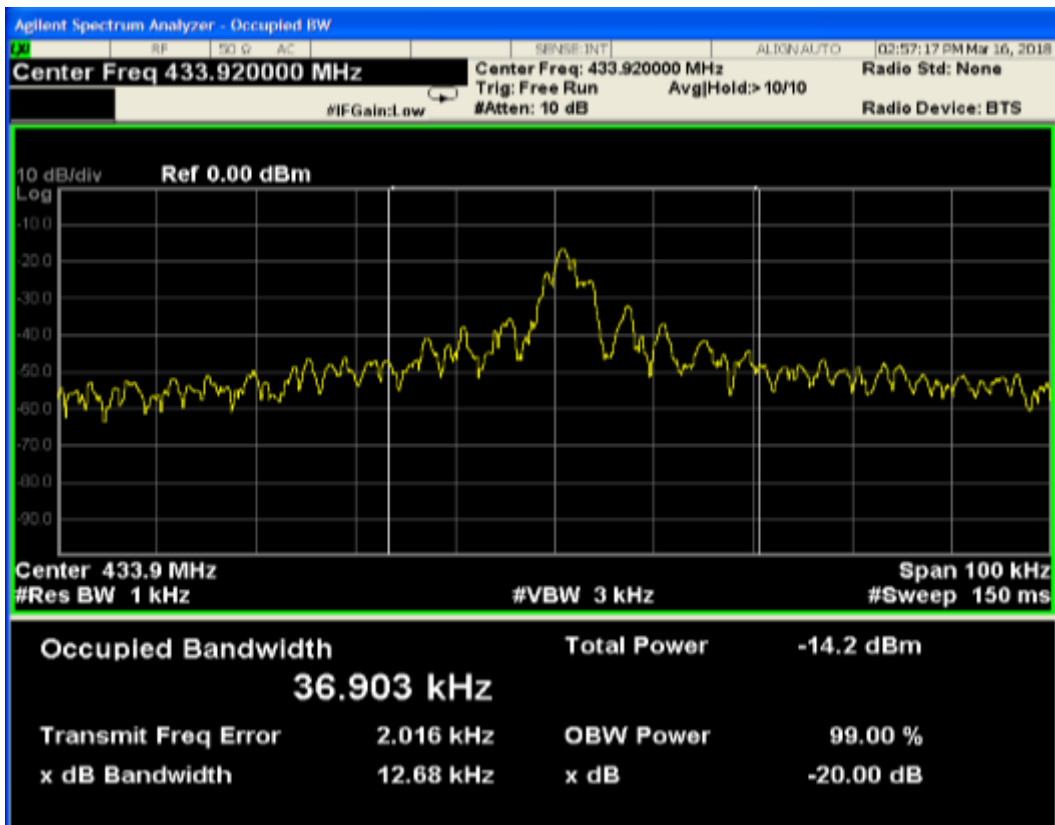 Agilent Spectrum Analyzer - Occupied BW
LXI RF 50 Ω AC SENSE:INT ALIGN AUTO 02:57:17 PM Mar 16, 2018
Center Freq 433.920000 MHz
Center Freq: 433.920000 MHz Radio Std: None
Trig: Free Run Avg|Hold:> 10/10
#IFGain:Low #Atten: 10 dB Radio Device: BTS
10 dB/div Ref 0.00 dBm
Log
-10.0
-20.0
-30.0
-40.0
-50.0
-60.0
-70.0
-80.0
-90.0
Center 433.9 MHz Span 100 kHz
#Res BW 1 kHz #VBW 3 kHz #Sweep 150 ms
Occupied Bandwidth Total Power -14.2 dBm
36.903 kHz
Transmit Freq Error 2.016 kHz OBW Power 99.00 %
x dB Bandwidth 12.68 kHz x dB -20.00 dB